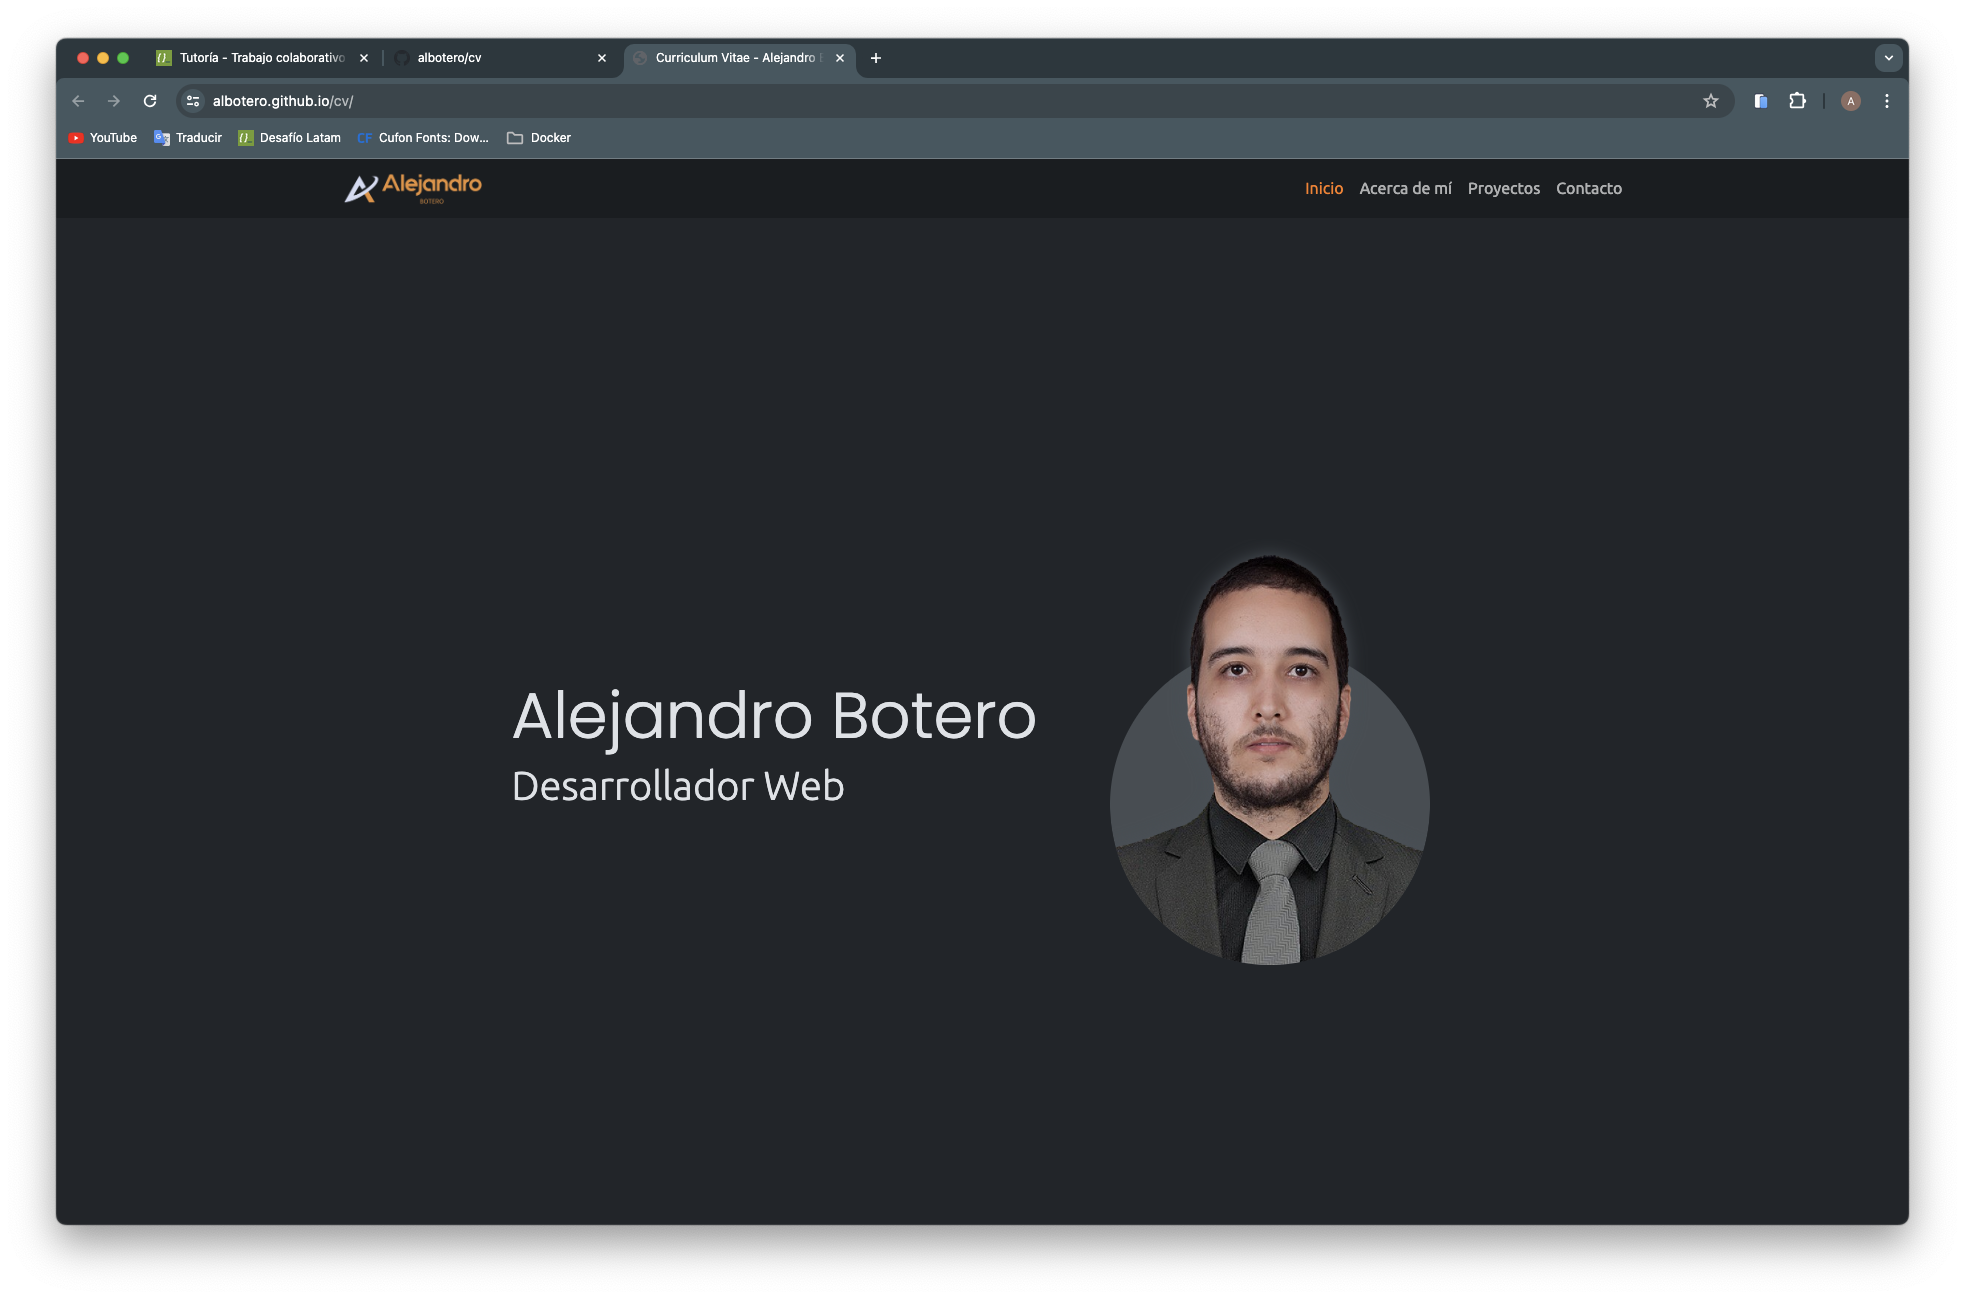 Tutoría - Trabajo colaborativo
albotero/cv
Curriculum Vitae - Alejandro
albotero.github.io/cv/
A
YouTube
Traducir
Desafío Latam
CF Cufon Fonts: Dow...
Docker
Alejandro
BOTERO
Inicio
Acerca de mí
Proyectos
Contacto
Alejandro Botero
Desarrollador Web